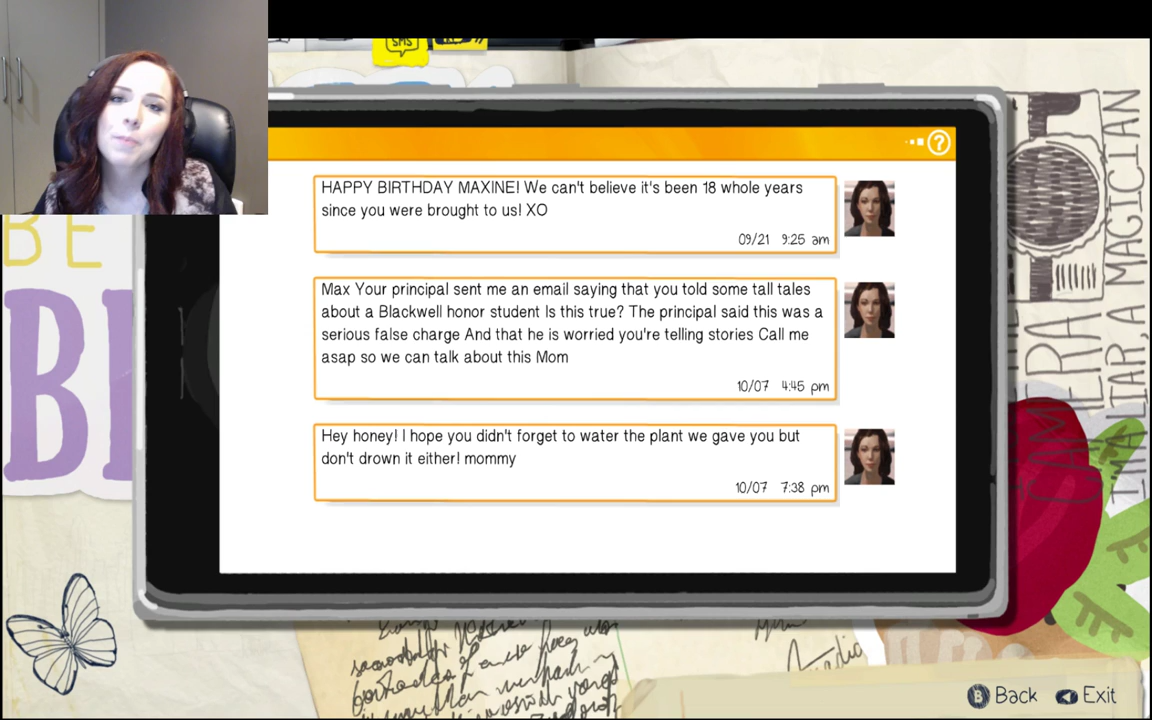 SMS
?
HAPPY BIRTHDAY MAXINE! We can't believe it's been 18 whole years
since you were brought to us! XO
09/21 9:25 am
Max Your principal sent me an email saying that you told some tall tales
about a Blackwell honor student Is this true? The principal said this was a
serious false charge And that he is worried you're telling stories Call me
asap so we can talk about this Mom
10/07 4:45 pm
Hey honey! I hope you didn't forget to water the plant we gave you but
don't drown it either! mommy
10/07 7:38 pm
BE
B
CAMERA
TAR, A MAGICIAN
B Back Exit